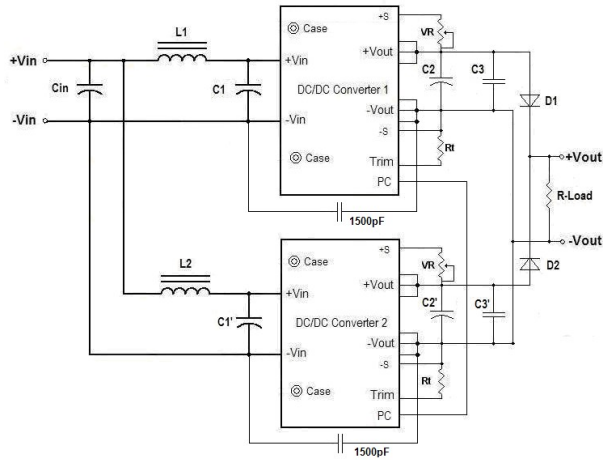 +S
VR
L1
Case
+Vout
+Vin
+Vin
C2
C3
Cin
C1
DC/DC Converter 1
D1
-Vout
-Vin
-Vin
-S
Case
Rt
+Vout
Trim
R-Load
PC
1500pF
-Vout
+S
L2
Case
VR
D2
+Vin
+Vout
C2'
C3'
C1'
DC/DC Converter 2
-Vout
-Vin
-S
Rt
Case
Trim
PC
1500pF